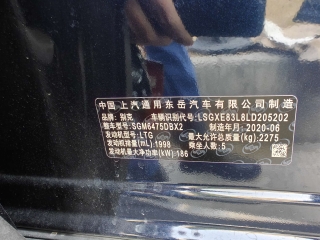 中国上汽通用东岳汽车有限公司制造
品牌:别克 车辆识别代号:LSGXE83L8LD205202
整车型号:SGM6475DBX2 制造年月:2020-06
发动机型号:LTG 最大允许总质量(kg):2275
发动机排量(mL):1998 乘坐人数:5
发动机最大净功率(kW):186